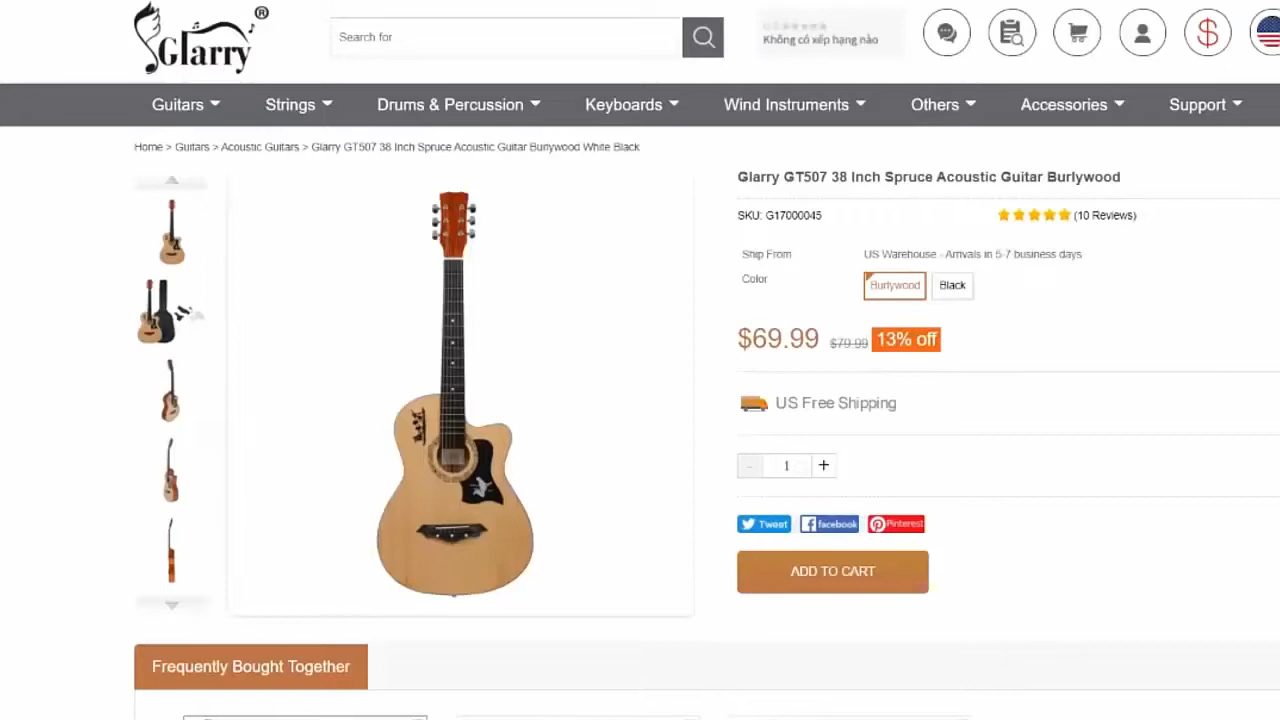 Glarry®
Search for
Không có xếp hạng nào
Guitars
Strings
Drums & Percussion
Keyboards
Wind Instruments
Others
Accessories
Support
Home > Guitars > Acoustic Guitars > Glarry GT507 38 Inch Spruce Acoustic Guitar Burlywood White Black
Glarry GT507 38 Inch Spruce Acoustic Guitar Burlywood
SKU: G17000045
(10 Reviews)
Ship From
US Warehouse - Arrivals in 5-7 business days
Color
Burlywood
Black
$69.99 $79.99 13% off
US Free Shipping
- 1 +
Tweet
facebook
Pinterest
ADD TO CART
Frequently Bought Together